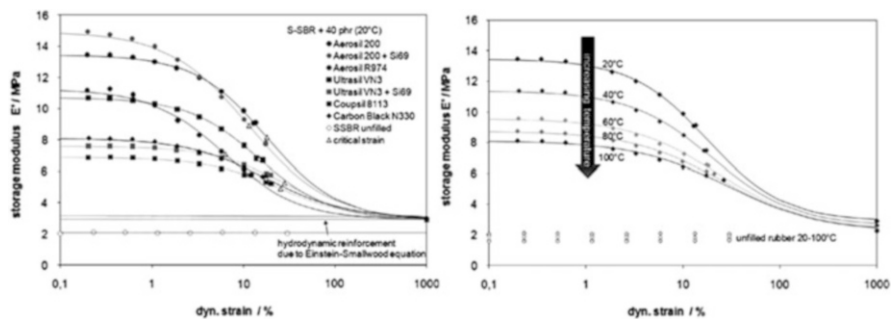 storage modulus E' / MPa
16
14
12
10
8
6
4
2
0
0,1
1
10
100
1000
dyn. strain / %
S-SBR + 40 phr (20°C)
Aerosil 200
Aerosil 200 + Si69
Aerosil R974
Ultrasil VN3
Ultrasil VN3 + Si69
Coupsil 8113
Carbon Black N330
SSBR unfilled
critical strain
hydrodynamic reinforcement
due to Einstein-Smallwood equation
storage modulus E' / MPa
16
14
12
10
8
6
4
2
0
0,1
1
10
100
1000
dyn. strain / %
increasing temperature
20°C
40°C
60°C
80°C
100°C
unfilled rubber 20-100°C